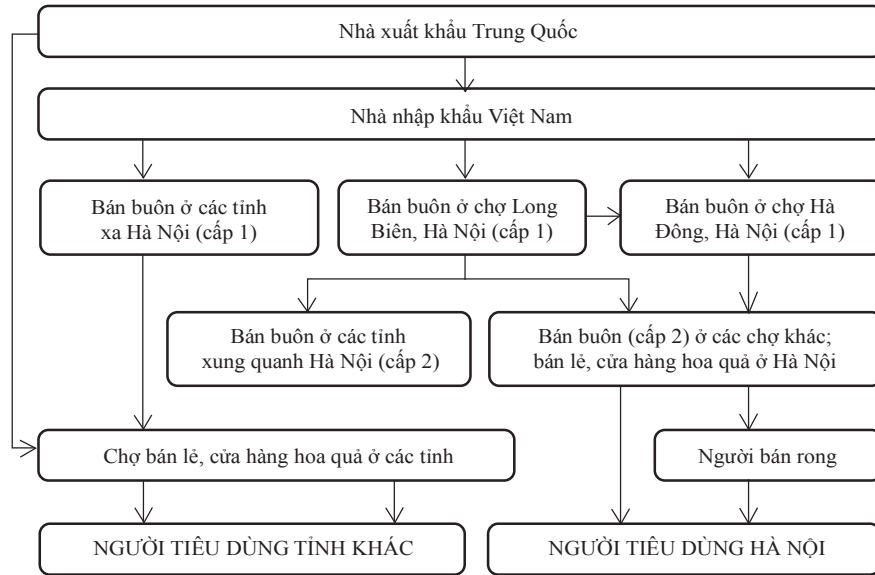 Nhà xuất khẩu Trung Quốc
Nhà nhập khẩu Việt Nam
Bán buôn ở các tỉnh
xa Hà Nội (cấp 1)
Bán buôn ở chợ Long
Biên, Hà Nội (cấp 1)
Bán buôn ở chợ Hà
Đông, Hà Nội (cấp 1)
Bán buôn ở các tỉnh
xung quanh Hà Nội (cấp 2)
Bán buôn (cấp 2) ở các chợ khác;
bán lẻ, cửa hàng hoa quả ở Hà Nội
Chợ bán lẻ, cửa hàng hoa quả ở các tỉnh
Người bán rong
NGƯỜI TIÊU DÙNG TỈNH KHÁC
NGƯỜI TIÊU DÙNG HÀ NỘI